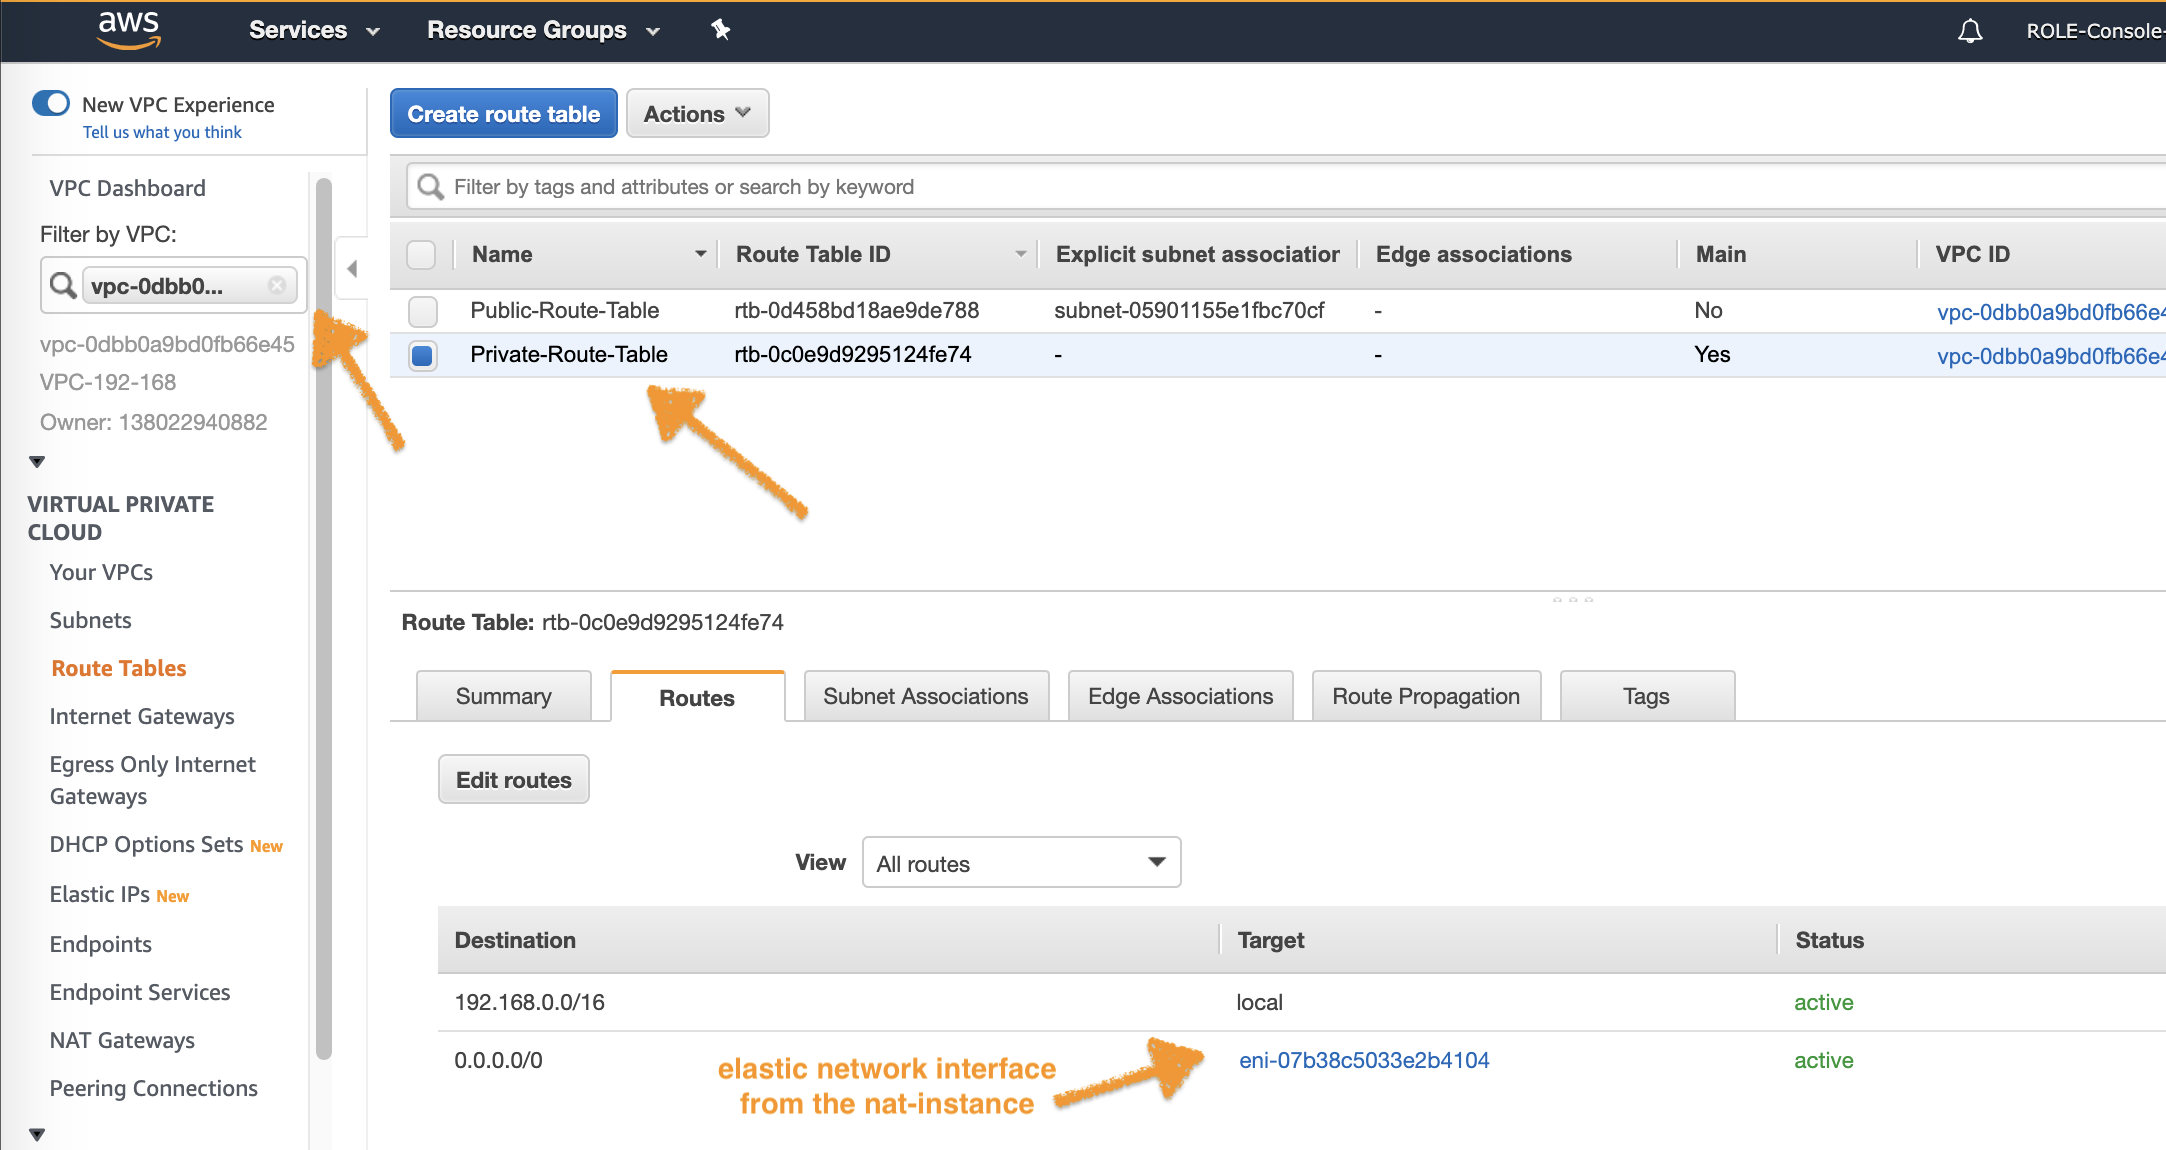 aws Services Resource Groups ROLE-Console-
New VPC Experience
Tell us what you think
VPC Dashboard
Filter by VPC:
vpc-0dbb0...
vpc-0dbb0a9bd0fb66e45
VPC-192-168
Owner: 138022940882
VIRTUAL PRIVATE
CLOUD
Your VPCs
Subnets
Route Tables
Internet Gateways
Egress Only Internet
Gateways
DHCP Options Sets New
Elastic IPs New
Endpoints
Endpoint Services
NAT Gateways
Peering Connections
Create route table Actions
Filter by tags and attributes or search by keyword
Name Route Table ID Explicit subnet association Edge associations Main VPC ID
Public-Route-Table rtb-0d458bd18ae9de788 subnet-05901155e1fbc70cf - No vpc-0dbb0a9bd0fb66e4
Private-Route-Table rtb-0c0e9d9295124fe74 - - Yes vpc-0dbb0a9bd0fb66e4
Route Table: rtb-0c0e9d9295124fe74
Summary Routes Subnet Associations Edge Associations Route Propagation Tags
Edit routes
View All routes
Destination Target Status
192.168.0.0/16 local active
0.0.0.0/0 eni-07b38c5033e2b4104 active
elastic network interface
from the nat-instance